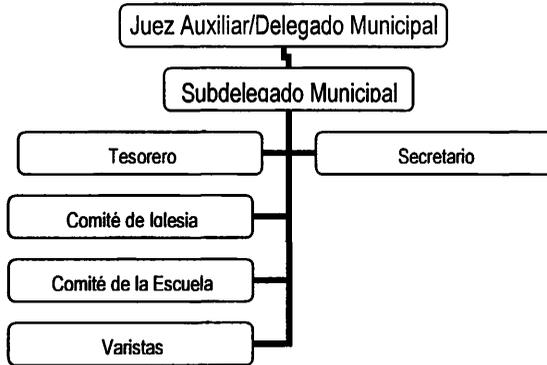 Juez Auxiliar/Delegado Municipal
Subdelegado Municipal
Tesorero
Secretario
Comité de Iglesia
Comité de la Escuela
Varistas